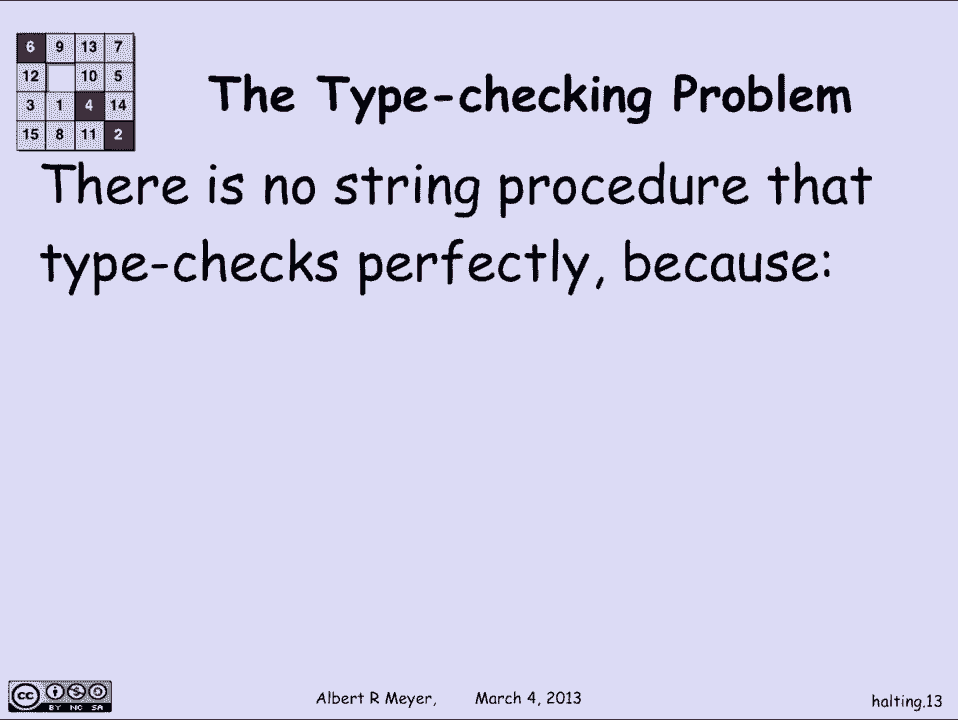 6 9 13 7
12 10 5
3 1 4 14
15 8 11 2
The Type-checking Problem
There is no string procedure that
type-checks perfectly, because:
cc
BY NC SA
Albert R Meyer, March 4, 2013
halting.13